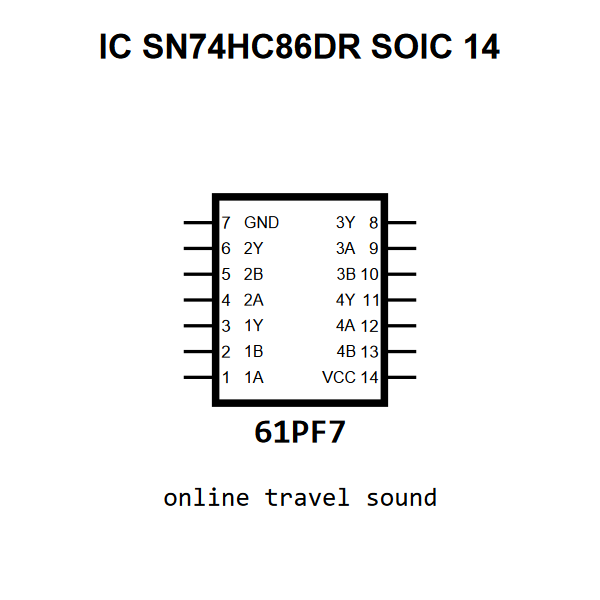 IC SN74HC86DR SOIC 14
7 GND 3Y 8
6 2Y 3A 9
5 2B 3B 10
4 2A 4Y 11
3 1Y 4A 12
2 1B 4B 13
1 1A VCC 14
61PF7
online travel sound